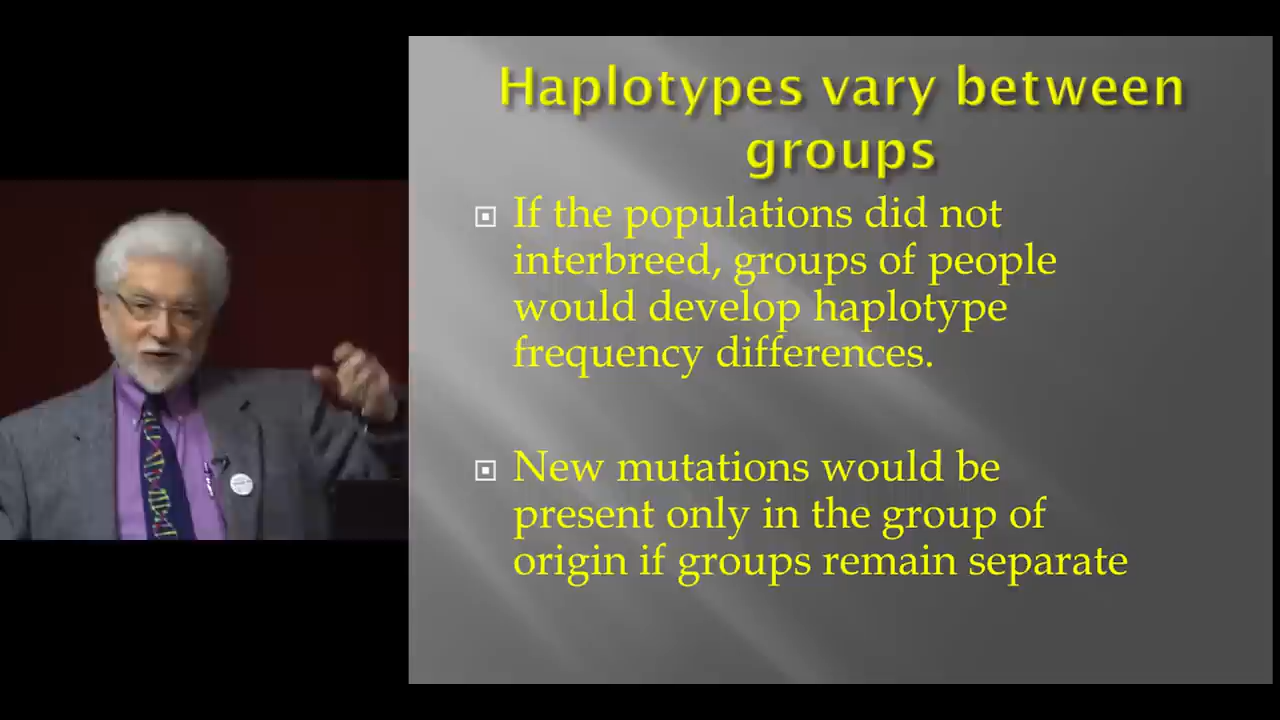 Haplotypes vary between
groups
If the populations did not
interbreed, groups of people
would develop haplotype
frequency differences.
New mutations would be
present only in the group of
origin if groups remain separate